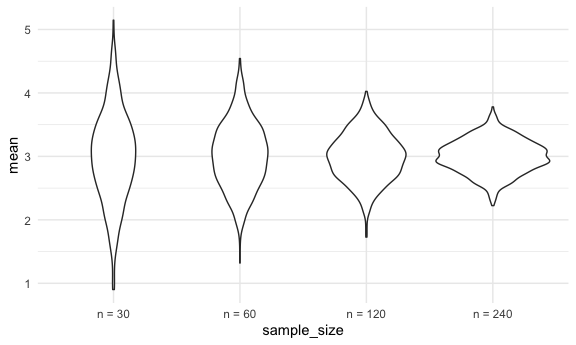 5
4
3
2
1
mean
n = 30
n = 60
n = 120
n = 240
sample_size